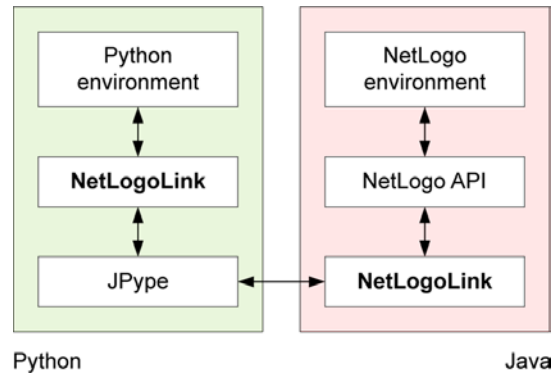 Python
environment
NetLogoLink
JPype
NetLogo
environment
NetLogo API
NetLogoLink
Python
Java